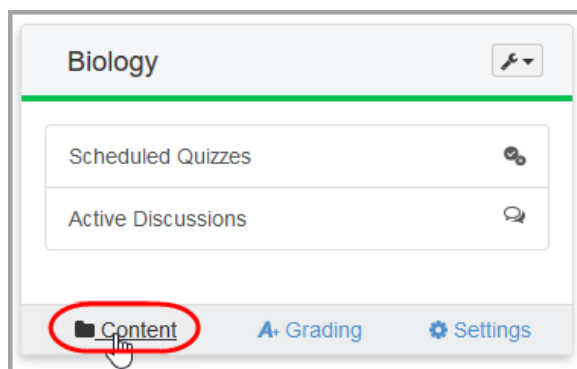 Biology
Scheduled Quizzes
Active Discussions
Content A+ Grading Settings